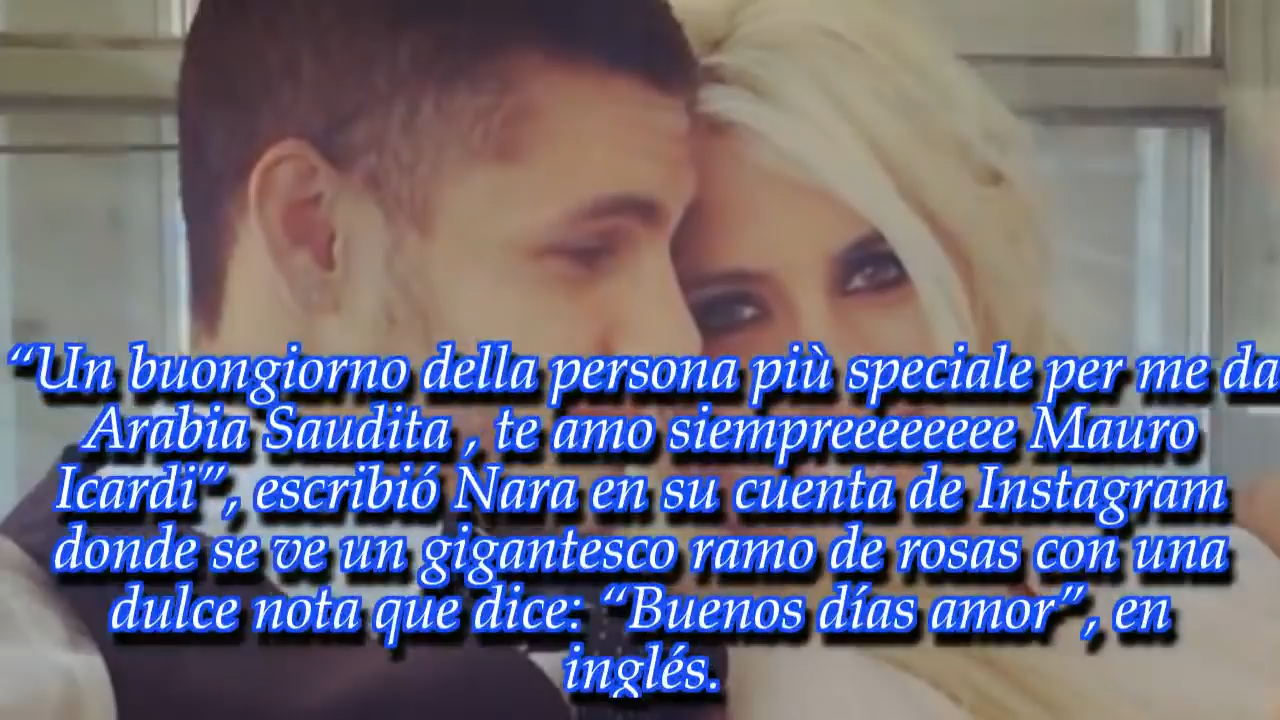 “Un buongiorno della persona più speciale per me da
Arabia Saudita , te amo siempreeeeeeee Mauro
Icardi”, escribió Nara en su cuenta de Instagram
donde se ve un gigantesco ramo de rosas con una
dulce nota que dice: “Buenos días amor”, en
inglés.